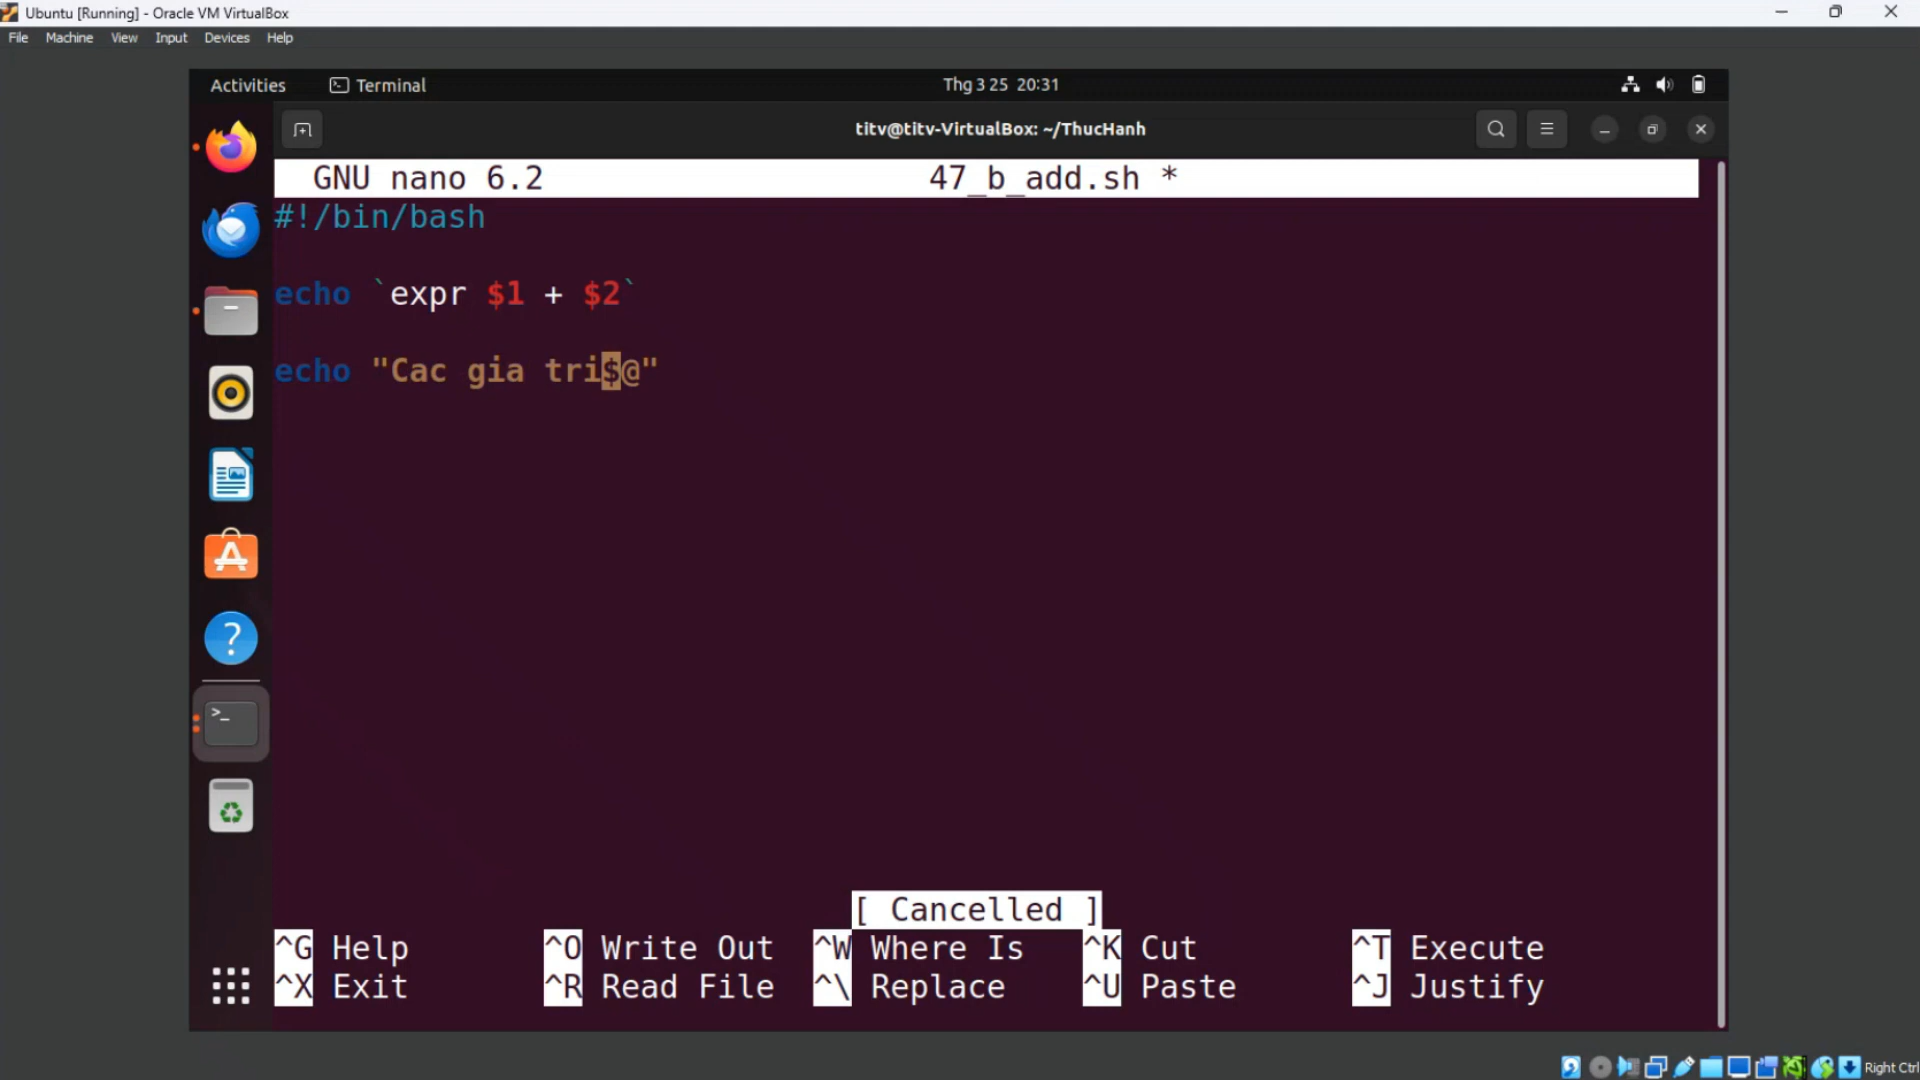 Ubuntu [Running] - Oracle VM VirtualBox
File Machine View Input Devices Help
Activities Terminal Thg 3 25 20:31
titv@titv-VirtualBox: ~/ThucHanh
GNU nano 6.2 47_b_add.sh *
#!/bin/bash
echo `expr $1 + $2`
echo "Cac gia tri$@"
[ Cancelled ]
^G Help ^O Write Out ^W Where Is ^K Cut ^T Execute
^X Exit ^R Read File ^\ Replace ^U Paste ^J Justify
Right Ctrl